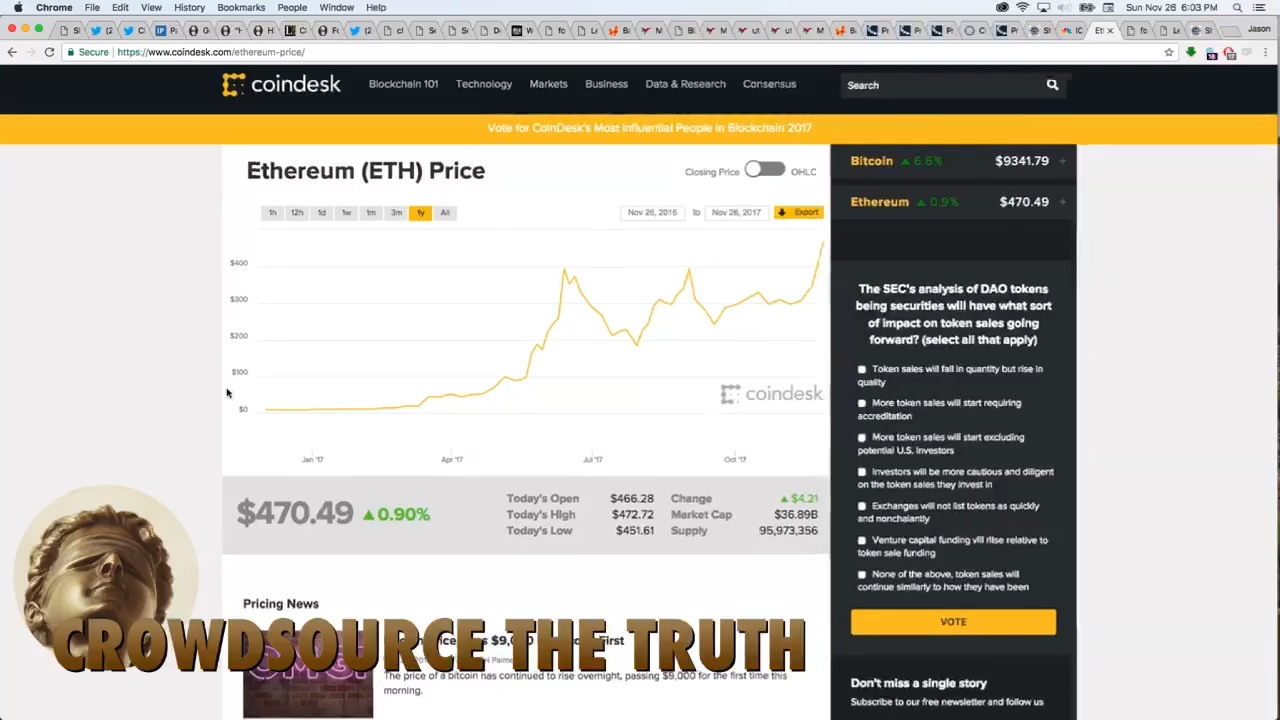 Chrome File Edit View History Bookmarks People Window Help Sun Nov 26 6:03 PM
Jason
Secure https://www.coindesk.com/ethereum-price/
coindesk Blockchain 101 Technology Markets Business Data & Research Consensus Search
Vote for CoinDesk's Most Influential People in Blockchain 2017
Ethereum (ETH) Price
Closing Price OHLC
1h 12h 1d 1w 1m 3m 1y All
Nov 26, 2016 to Nov 26, 2017 Export
$400
$300
$200
$100
$0
coindesk
Jan '17 Apr '17 Jul '17 Oct '17
$470.49 0.90%
Today's Open $466.28 Change $4.21
Today's High $472.72 Market Cap $36.89B
Today's Low $451.61 Supply 95,973,356
Bitcoin 6.5% $9341.79 +
Ethereum 0.9% $470.49 +
The SEC's analysis of DAO tokens
being securities will have what sort
of impact on token sales going
forward? (select all that apply)
Token sales will fall in quantity but rise in
quality
More token sales will start requiring
accreditation
More token sales will start excluding
potential U.S. investors
Investors will be more cautious and diligent
on the token sales they invest in
Exchanges will not list tokens as quickly
and nonchalantly
Venture capital funding will rise relative to
token sale funding
None of the above, token sales will
continue similarly to how they have been
VOTE
Don't miss a single story
Subscribe to our free newsletter and follow us
Pricing News
$9,0
The price of a bitcoin has continued to rise overnight, passing $9,000 for the first time this
morning.
OMG!
CROWDSOURCE THE TRUTH